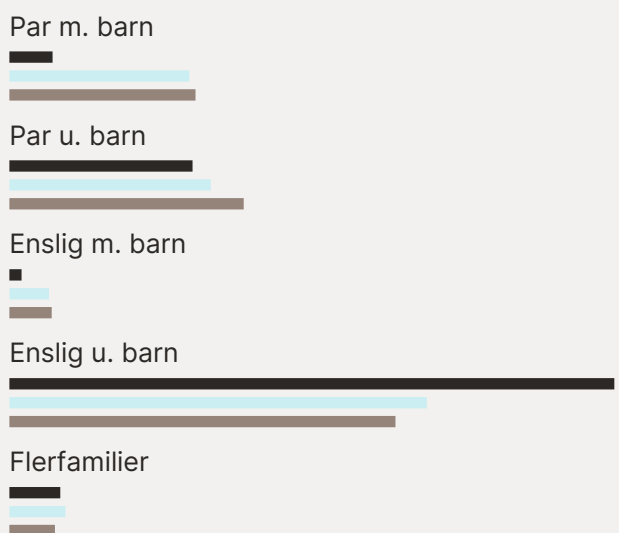 Par m. barn
Par u. barn
Enslig m. barn
Enslig u. barn
Flerfamilier